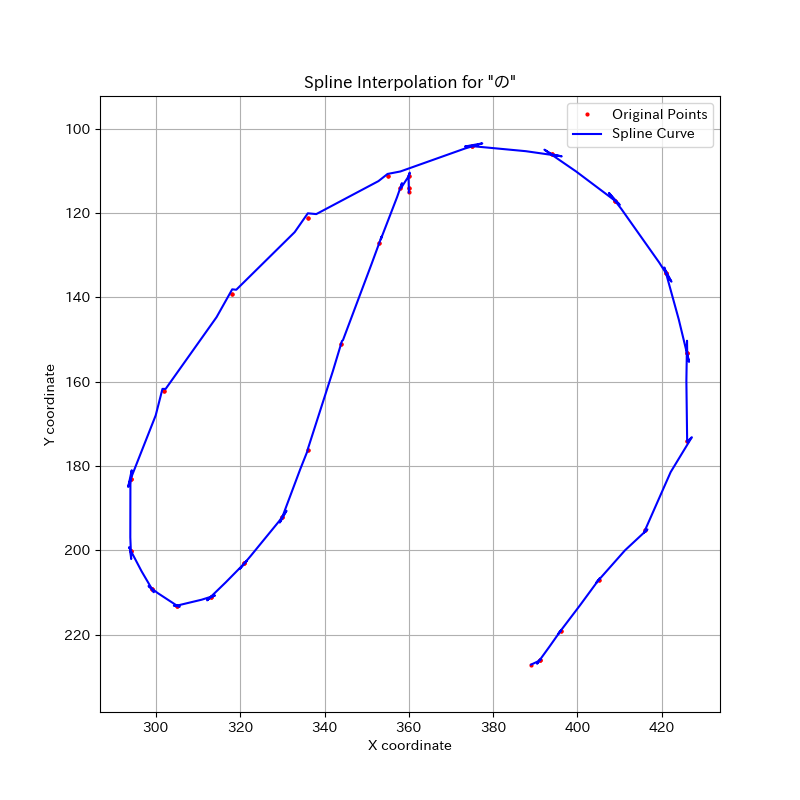 Spline Interpolation for "の"
Original Points
Spline Curve
100
120
140
160
180
200
220
Y coordinate
300
320
340
360
380
400
420
X coordinate